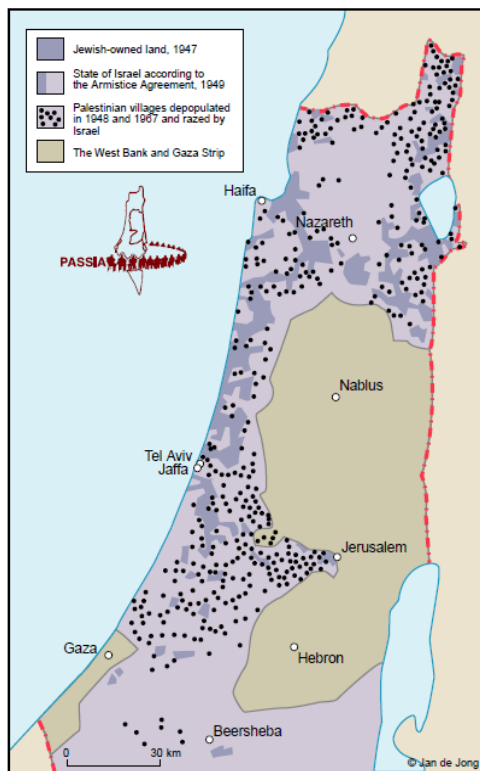 Jewish-owned land, 1947
State of Israel according to
the Armistice Agreement, 1949
Palestinian villages depopulated
in 1948 and 1967 and razed by
Israel
The West Bank and Gaza Strip
Haifa
Nazareth
PASSIA
Nablus
Tel Aviv
Jaffa
Jerusalem
Gaza
Hebron
Beersheba
0 30 km
© Jan de Jong